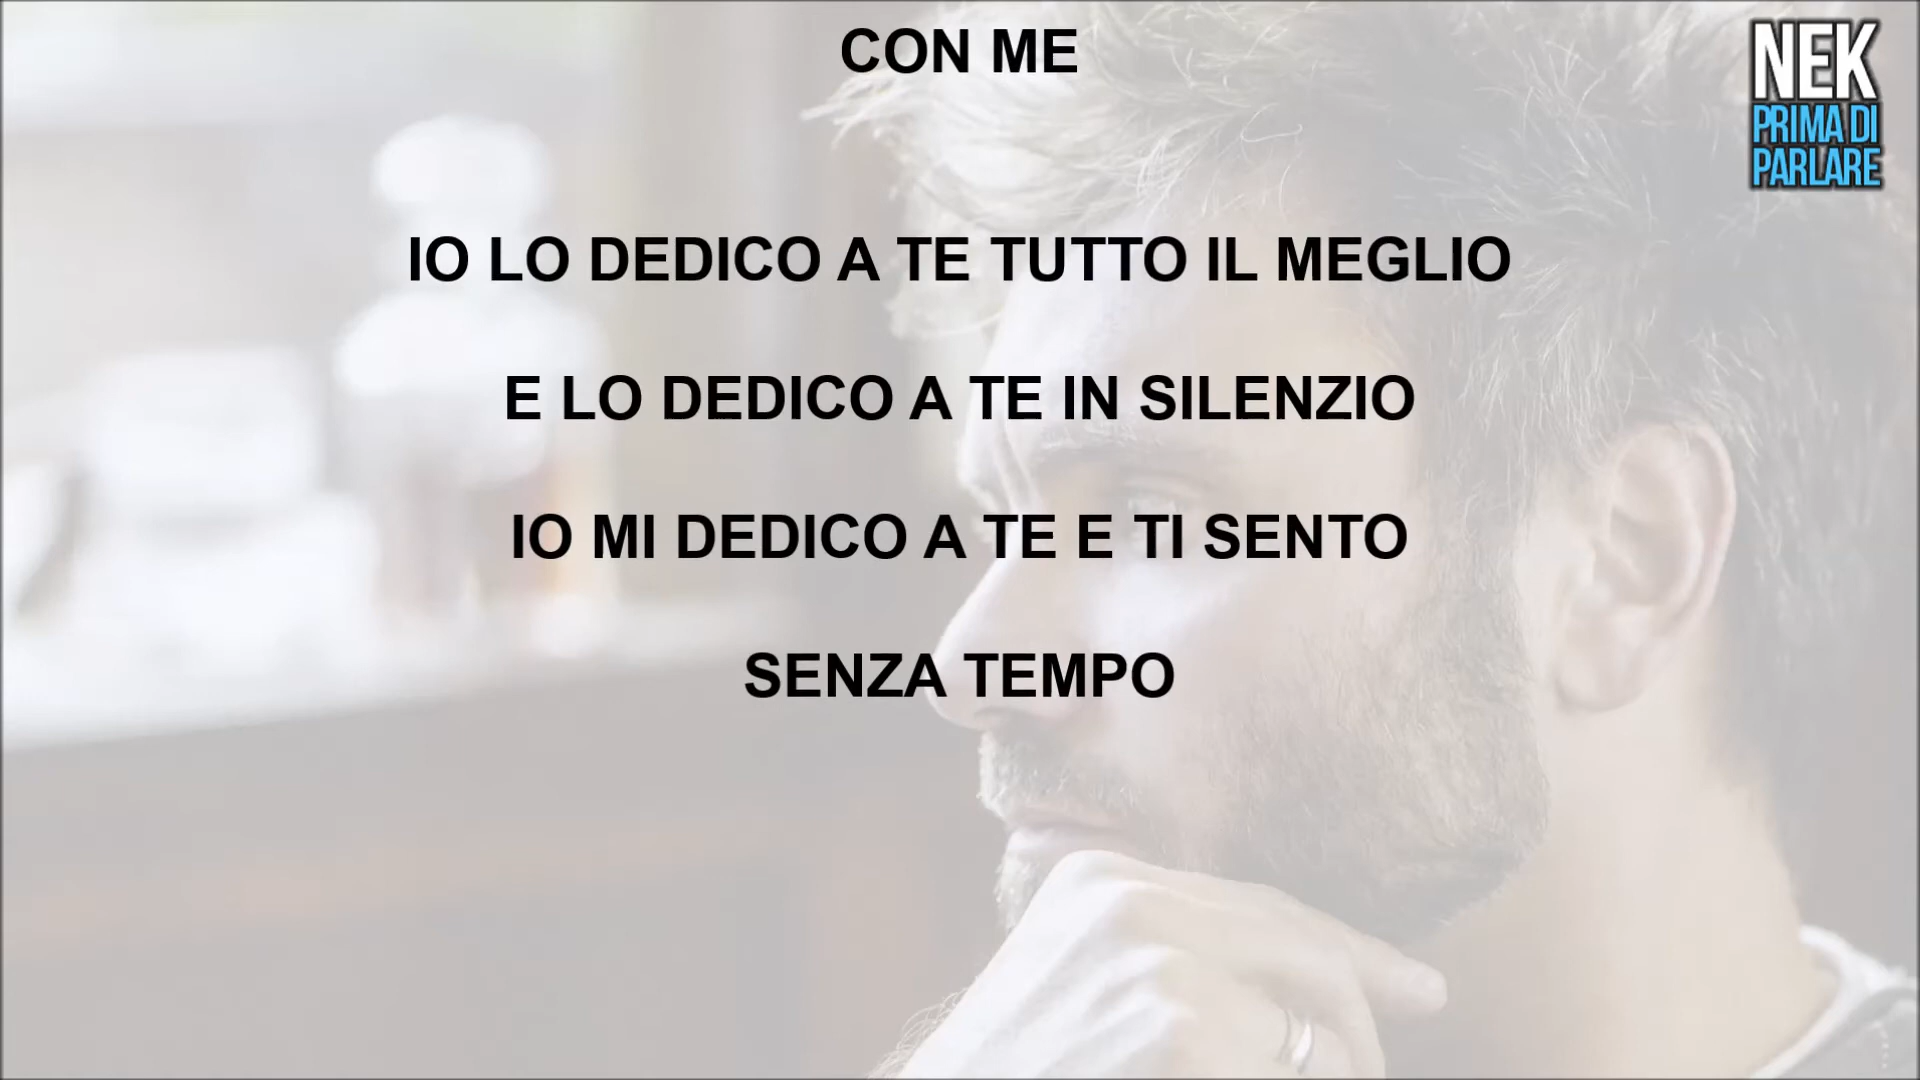 CON ME
NEK
PRIMA DI
PARLARE
IO LO DEDICO A TE TUTTO IL MEGLIO
E LO DEDICO A TE IN SILENZIO
IO MI DEDICO A TE E TI SENTO
SENZA TEMPO